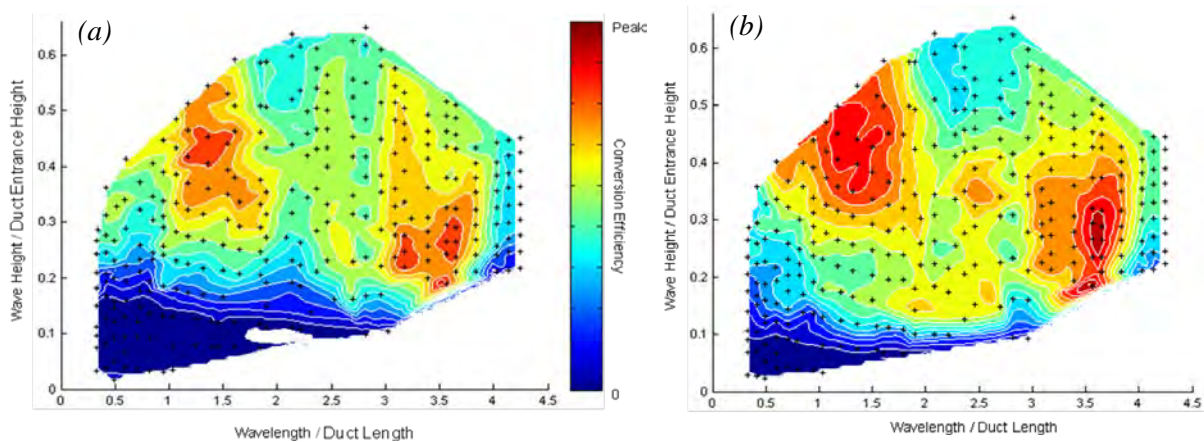 (a)
Wave Height / Duct Entrance Height
0.6
0.5
0.4
0.3
0.2
0.1
0
0 0.5 1 1.5 2 2.5 3 3.5 4 4.5
Wavelength / Duct Length
Peak
Conversion Efficiency
0
(b)
Wave Height / Duct Entrance Height
0.6
0.5
0.4
0.3
0.2
0.1
0
0 0.5 1 1.5 2 2.5 3 3.5 4 4.5
Wavelength / Duct Length